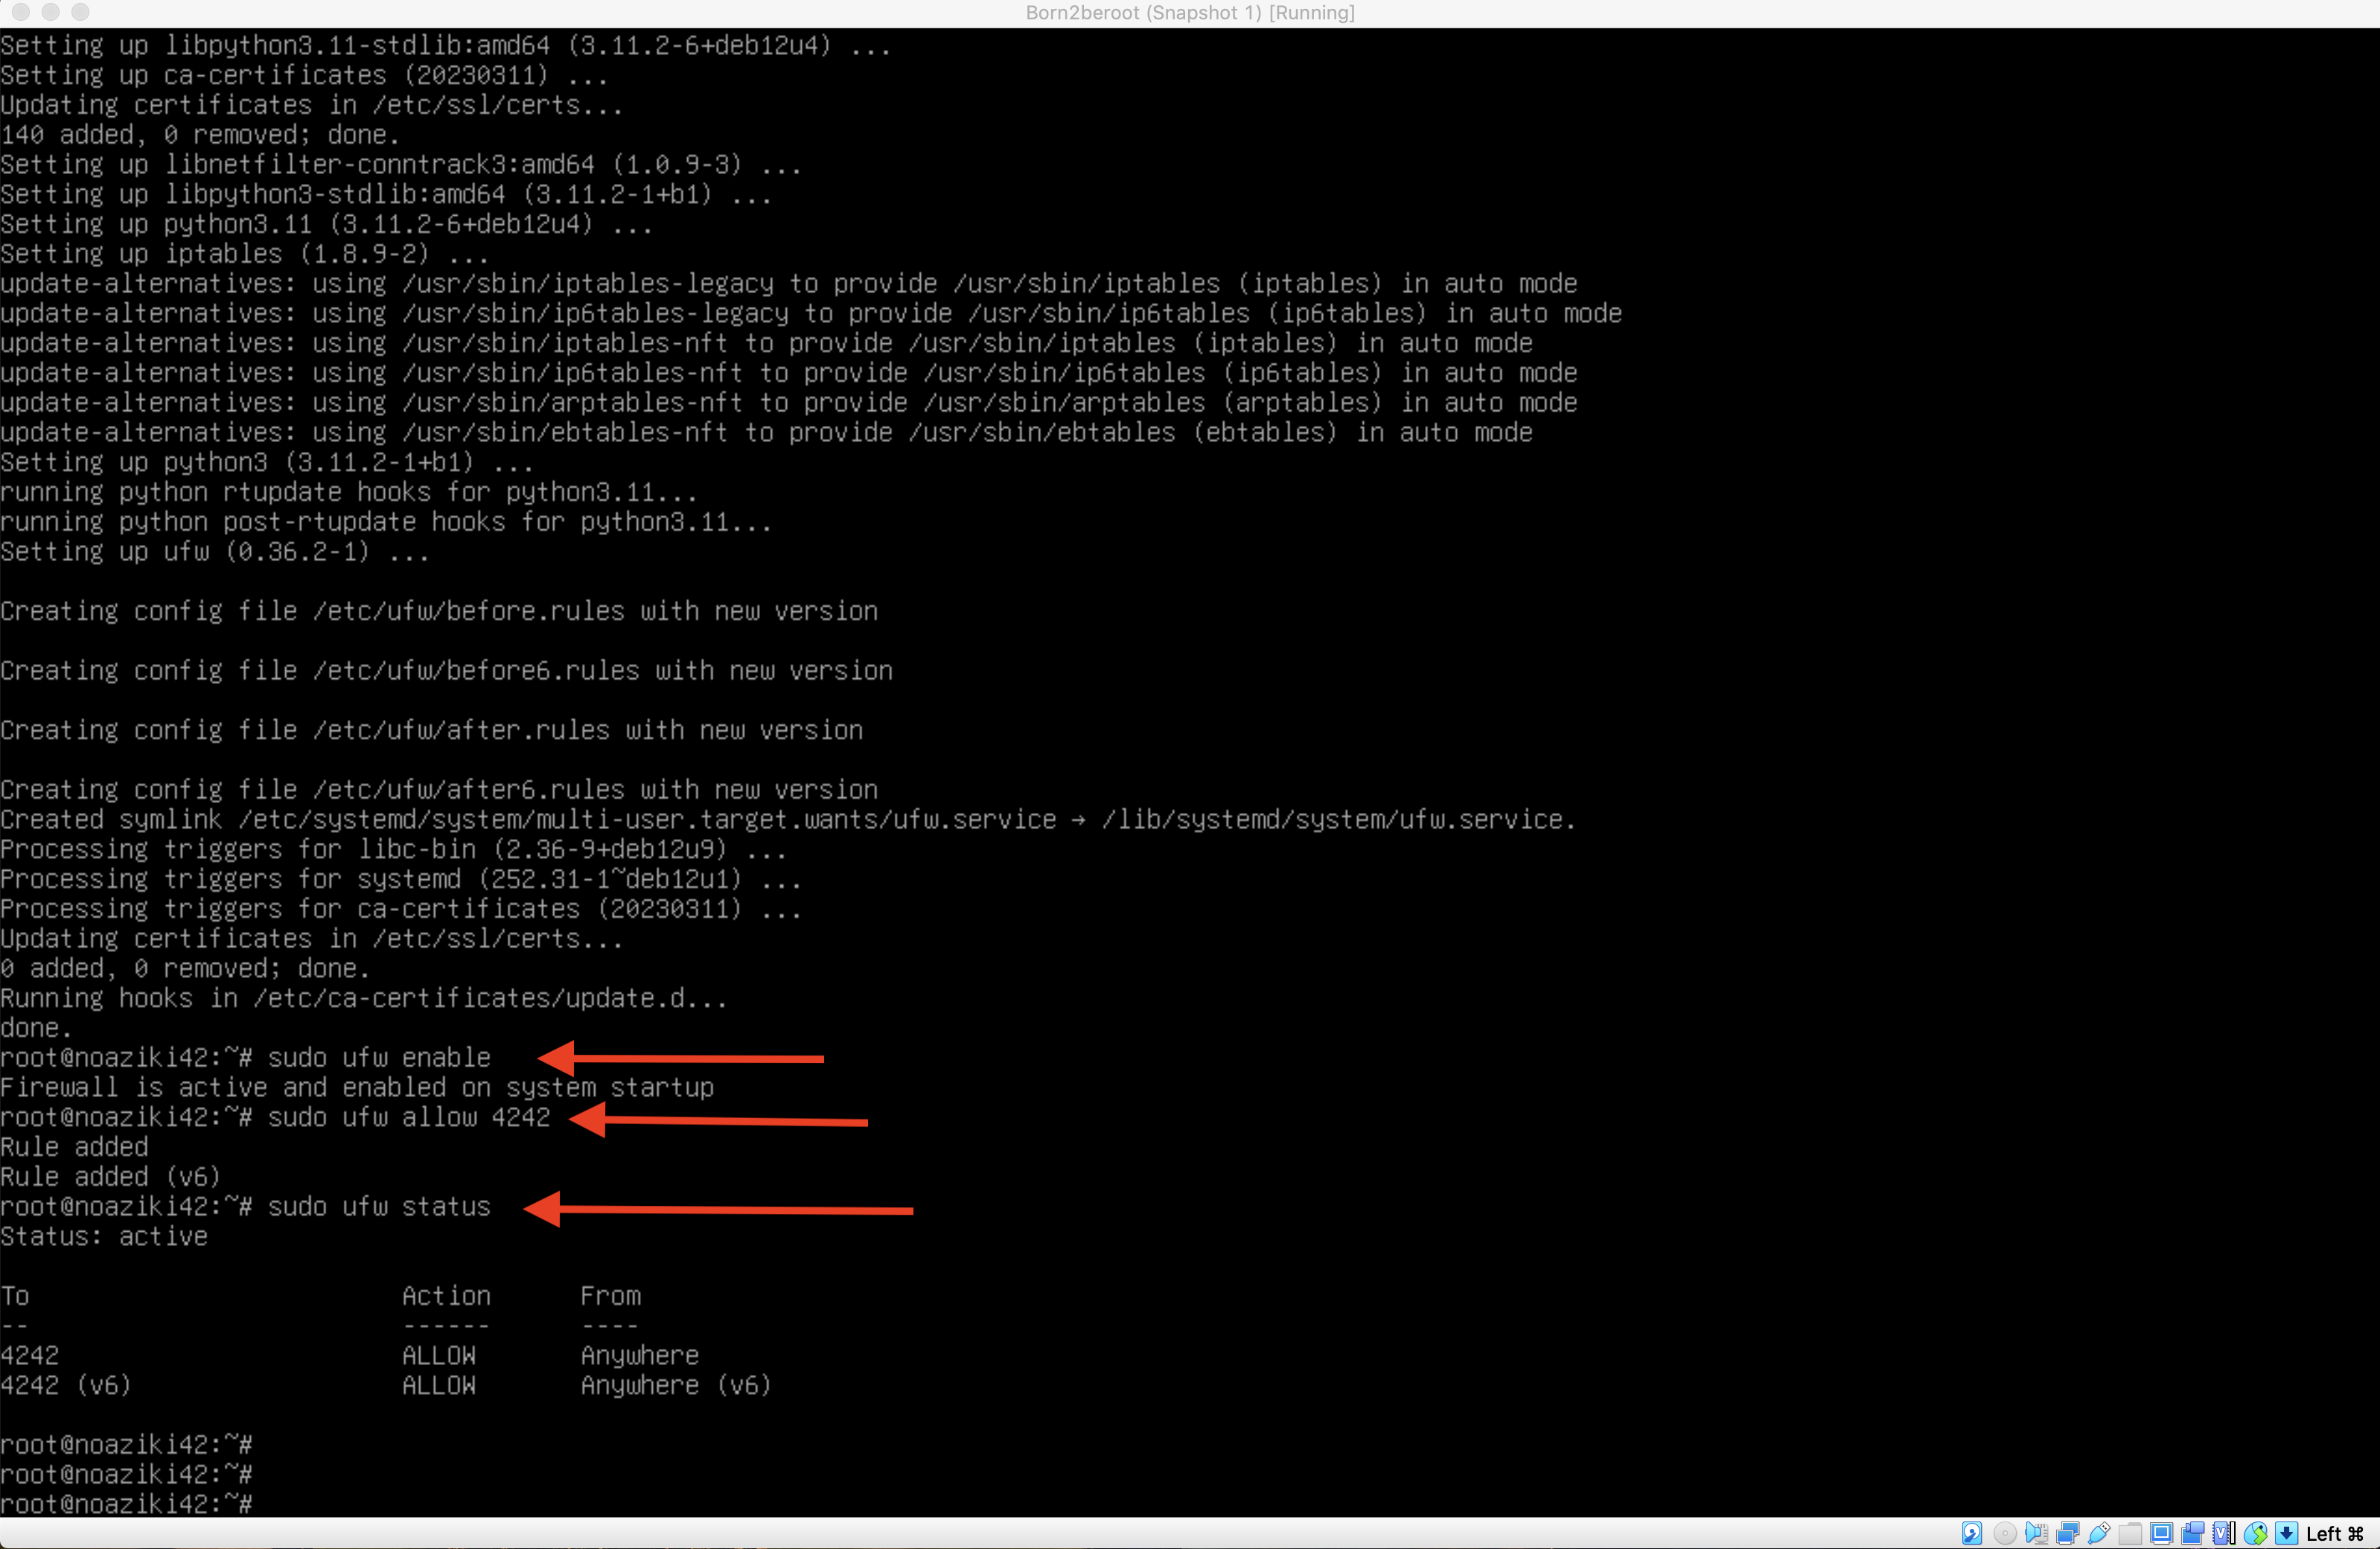 Born2beroot (Snapshot 1) [Running]
Setting up libpython3.11-stdlib:amd64 (3.11.2-6+deb12u4) ...
Setting up ca-certificates (20230311) ...
Updating certificates in /etc/ssl/certs...
140 added, 0 removed; done.
Setting up libnetfilter-conntrack3:amd64 (1.0.9-3) ...
Setting up libpython3-stdlib:amd64 (3.11.2-1+b1) ...
Setting up python3.11 (3.11.2-6+deb12u4) ...
Setting up iptables (1.8.9-2) ...
update-alternatives: using /usr/sbin/iptables-legacy to provide /usr/sbin/iptables (iptables) in auto mode
update-alternatives: using /usr/sbin/ip6tables-legacy to provide /usr/sbin/ip6tables (ip6tables) in auto mode
update-alternatives: using /usr/sbin/iptables-nft to provide /usr/sbin/iptables (iptables) in auto mode
update-alternatives: using /usr/sbin/ip6tables-nft to provide /usr/sbin/ip6tables (ip6tables) in auto mode
update-alternatives: using /usr/sbin/arptables-nft to provide /usr/sbin/arptables (arptables) in auto mode
update-alternatives: using /usr/sbin/ebtables-nft to provide /usr/sbin/ebtables (ebtables) in auto mode
Setting up python3 (3.11.2-1+b1) ...
running python rtupdate hooks for python3.11...
running python post-rtupdate hooks for python3.11...
Setting up ufw (0.36.2-1) ...
Creating config file /etc/ufw/before.rules with new version
Creating config file /etc/ufw/before6.rules with new version
Creating config file /etc/ufw/after.rules with new version
Creating config file /etc/ufw/after6.rules with new version
Created symlink /etc/systemd/system/multi-user.target.wants/ufw.service → /lib/systemd/system/ufw.service.
Processing triggers for libc-bin (2.36-9+deb12u9) ...
Processing triggers for systemd (252.31-1~deb12u1) ...
Processing triggers for ca-certificates (20230311) ...
Updating certificates in /etc/ssl/certs...
0 added, 0 removed; done.
Running hooks in /etc/ca-certificates/update.d...
done.
root@noaziki42:~# sudo ufw enable
Firewall is active and enabled on system startup
root@noaziki42:~# sudo ufw allow 4242
Rule added
Rule added (v6)
root@noaziki42:~# sudo ufw status
Status: active
To                         Action      From
--                         ------      ----
4242                       ALLOW       Anywhere
4242 (v6)                  ALLOW       Anywhere (v6)
root@noaziki42:~#
root@noaziki42:~#
root@noaziki42:~#
Left ⌘